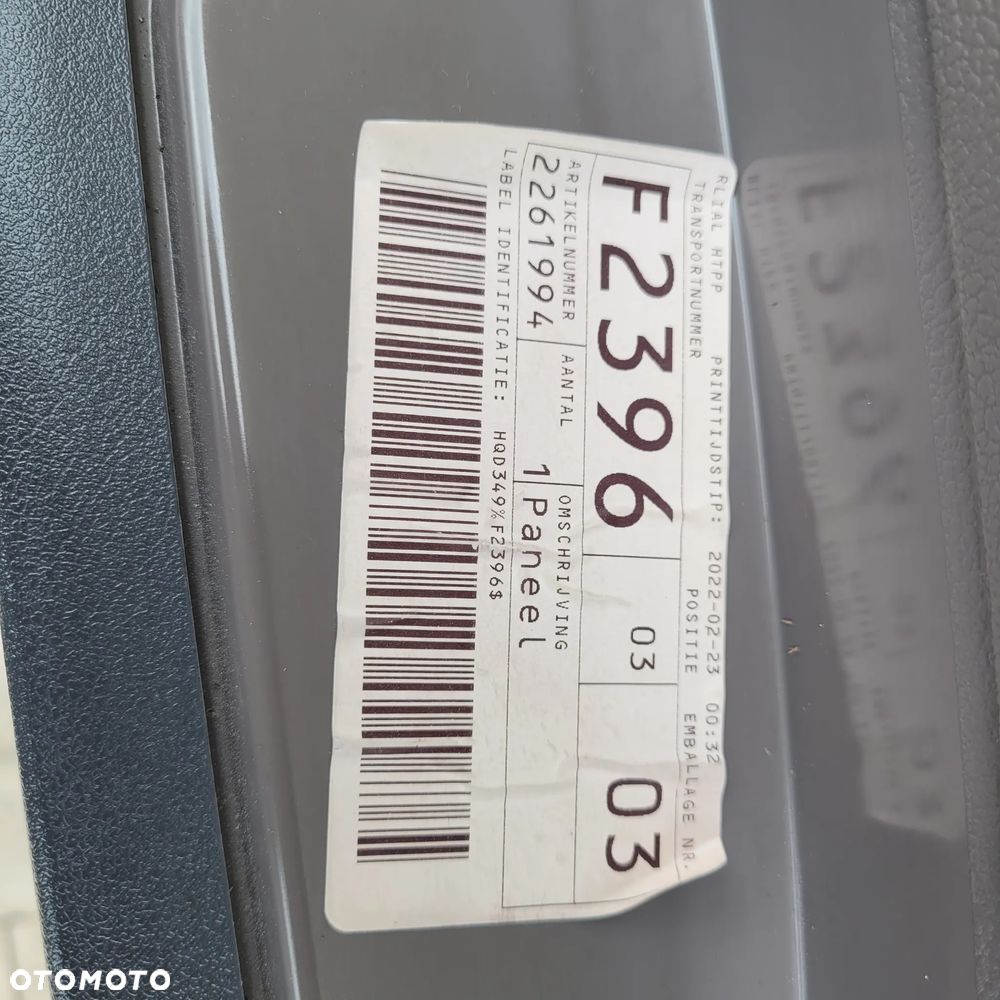 RLIAL HTPP PRINTTIJDSTIP: 2022-02-23 00:32
TRANSPORTNUMMER POSITIE EMBALLAGE NR.
F2396 03 03
ARTIKELNUMMER AANTAL OMSCHRIJVING
2261994 1 Paneel
LABEL IDENTIFICATIE: HQD349%F2396$
OTOMOTO